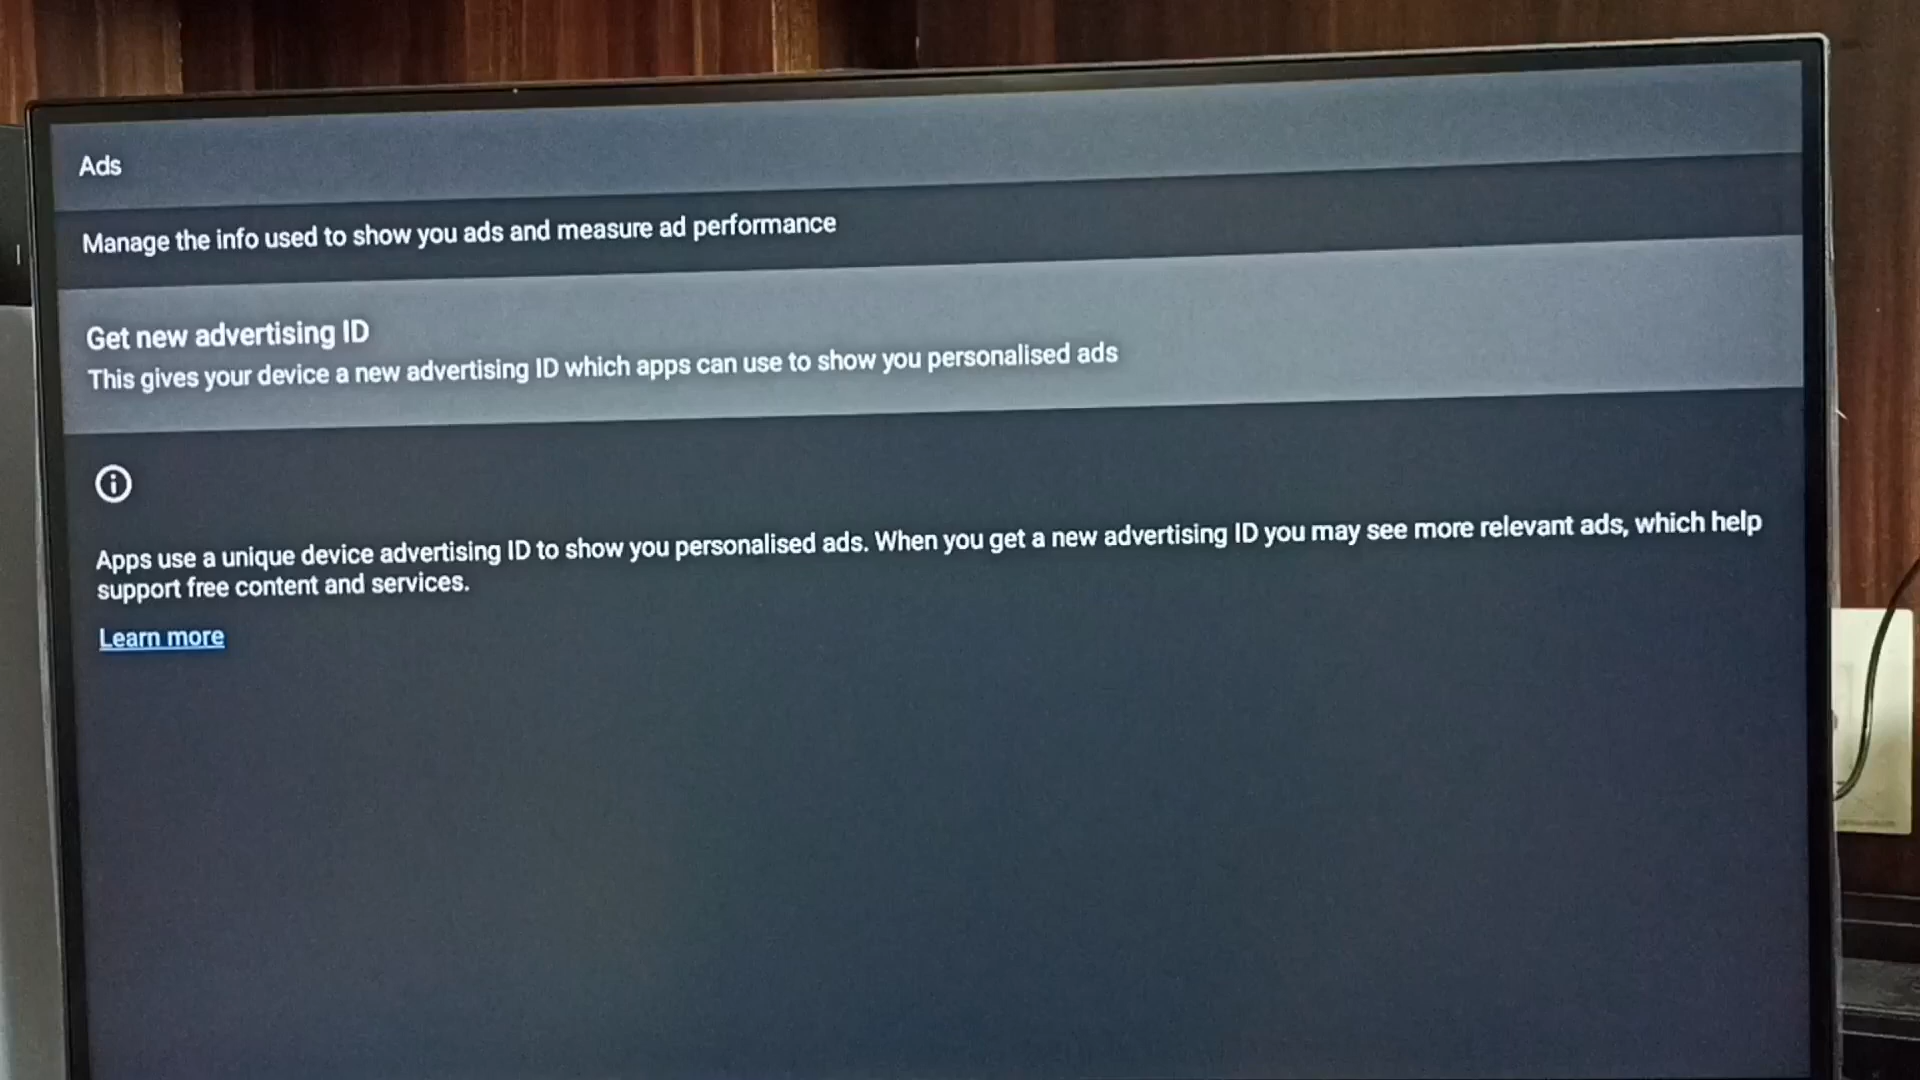 Ads
Manage the info used to show you ads and measure ad performance
Get new advertising ID
This gives your device a new advertising ID which apps can use to show you personalised ads
Apps use a unique device advertising ID to show you personalised ads. When you get a new advertising ID you may see more relevant ads, which help
support free content and services.
Learn more